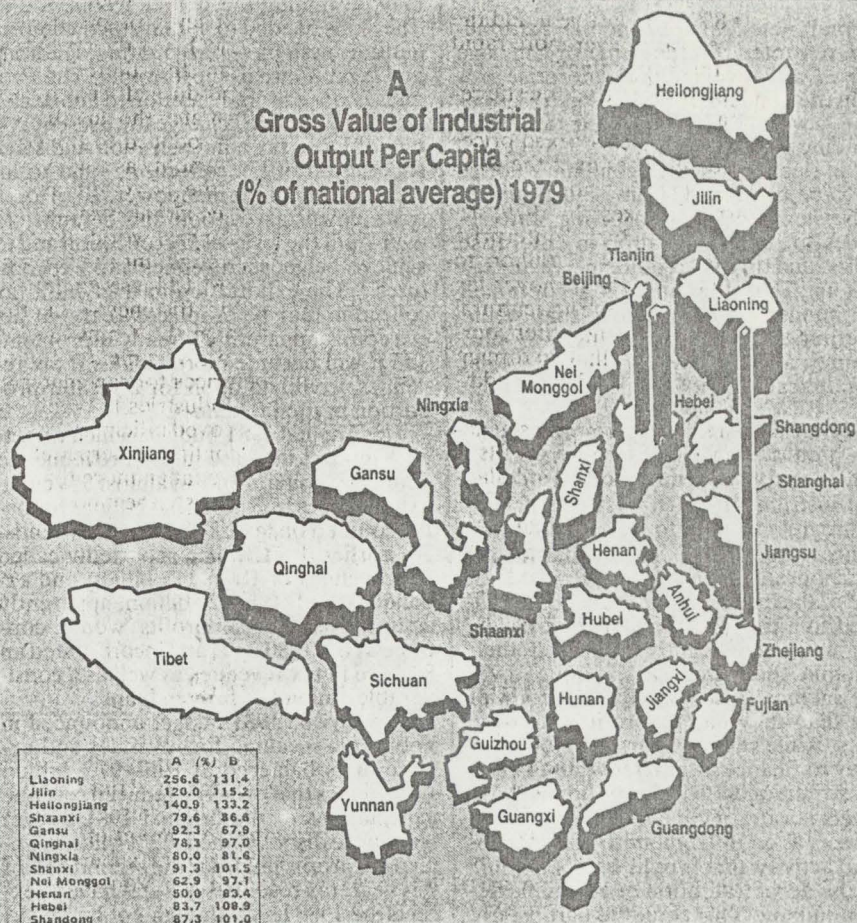 A
Gross Value of Industrial
Output Per Capita
(% of national average) 1979
Heilongjiang
Jilin
Tianjin
Beijing
Liaoning
Nei
Monggol
Ningxia
Hebei
Shangdong
Xinjiang
Gansu
Shanxi
Shanghai
Qinghai
Henan
Jiangsu
Anhui
Shaanxi
Hubei
Zhejiang
Tibet
Sichuan
Hunan
Jiangxi
Fujian
Guizhou
Yunnan
Guangxi
Guangdong
A (%) B
Liaoning 256.6 131.4
Jilin 120.0 115.2
Heilongjiang 140.9 133.2
Shaanxi 79.6 86.6
Gansu 92.3 67.9
Qinghai 78.3 97.0
Ningxia 80.0 81.6
Shanxi 91.3 101.5
Nei Monggol 62.9 97.1
Henan 50.0 83.4
Hebei 83.7 108.9
Shandong 87.3 101.0